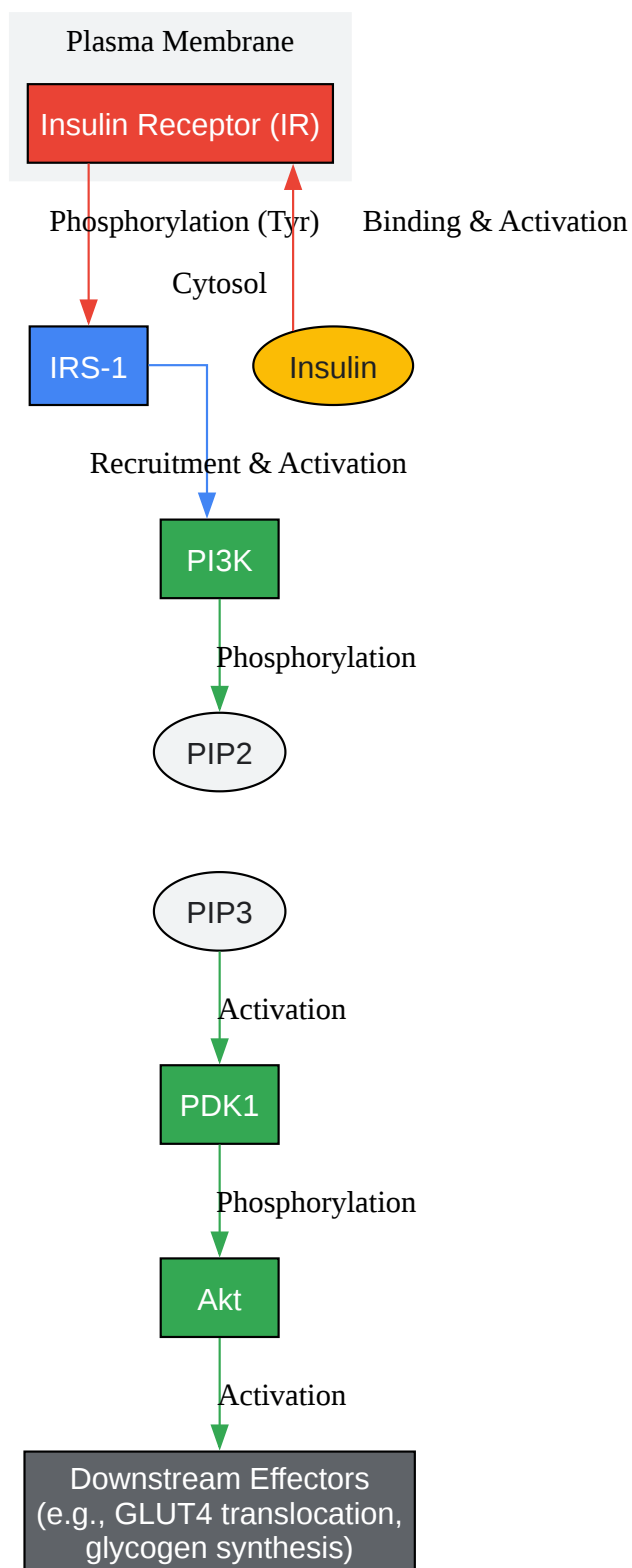 Plasma Membrane
Insulin Receptor (IR)
Phosphorylation (Tyr)
Binding & Activation
Cytosol
IRS-1
Insulin
Recruitment & Activation
PI3K
Phosphorylation
PIP2
PIP3
Activation
PDK1
Phosphorylation
Akt
Activation
Downstream Effectors
(e.g., GLUT4 translocation,
glycogen synthesis)